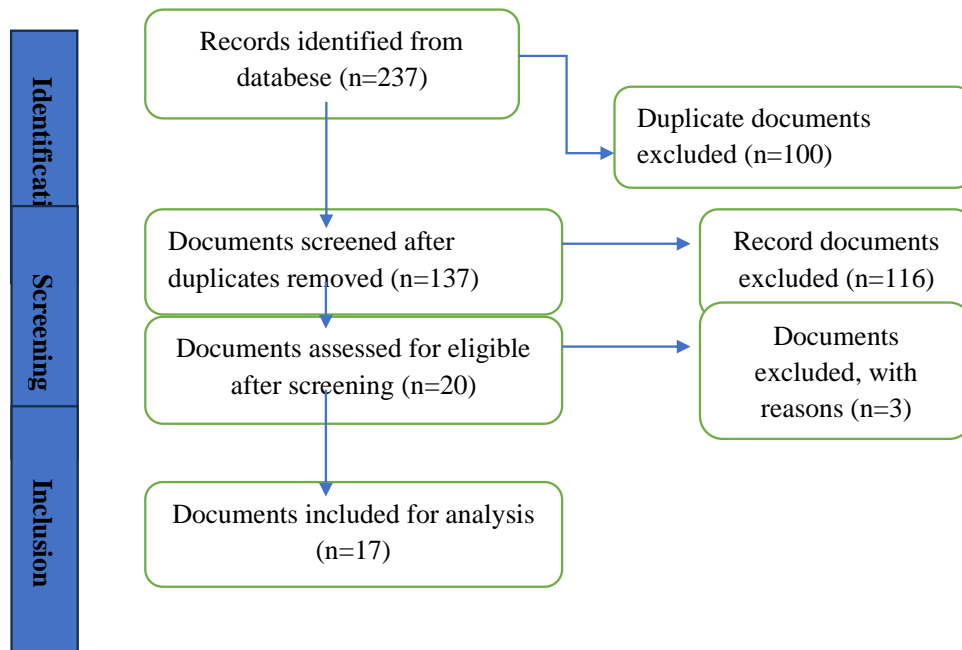 Identificati
Records identified from
databese (n=237)
Duplicate documents
excluded (n=100)
Screening
Documents screened after
duplicates removed (n=137)
Record documents
excluded (n=116)
Documents assessed for eligible
after screening (n=20)
Documents
excluded, with
reasons (n=3)
Inclusion
Documents included for analysis
(n=17)